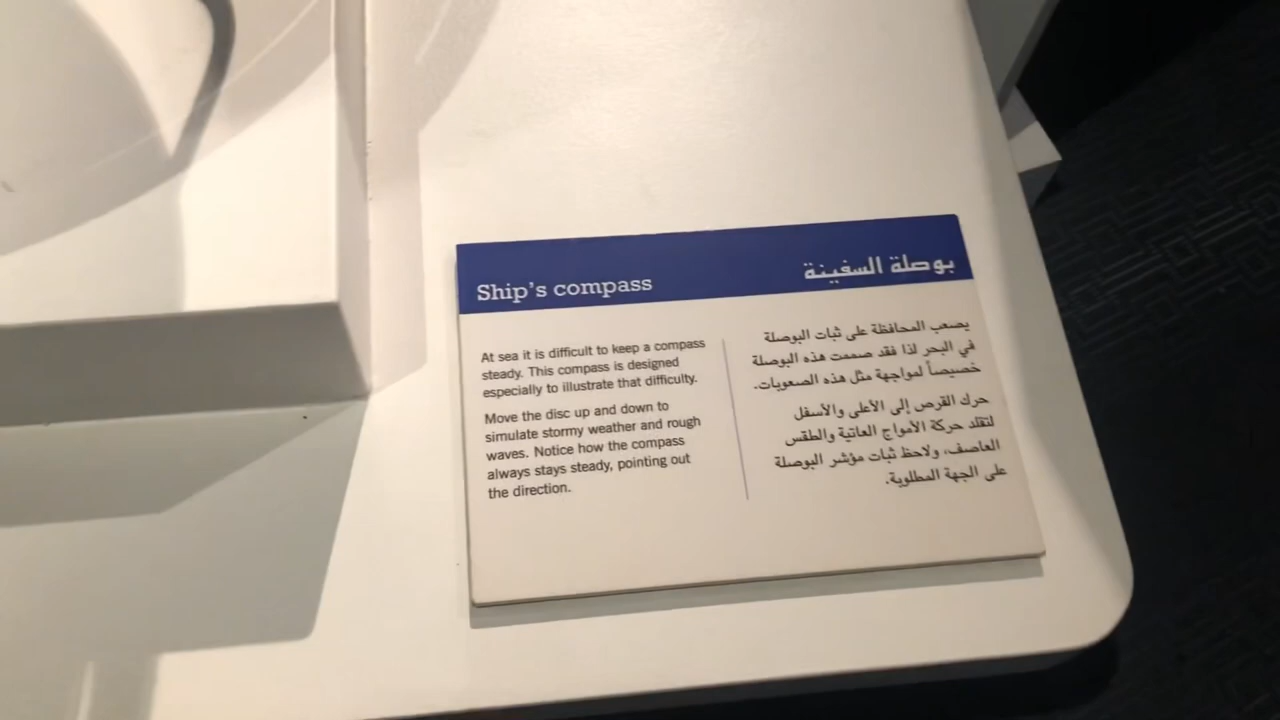 Ship's compass
At sea it is difficult to keep a compass
steady. This compass is designed
especially to illustrate that difficulty.
Move the disc up and down to
simulate stormy weather and rough
waves. Notice how the compass
always stays steady, pointing out
the direction.
بوصلة السفينة
يصعب المحافظة على ثبات البوصلة
في البحر لذا فقد صممت هذه البوصلة
خصيصاً لمواجهة مثل هذه الصعوبات.
حرك القرص إلى الأعلى والأسفل
لتقلد حركة الأمواج العاتية والطقس
العاصف، ولاحظ ثبات مؤشر البوصلة
على الجهة المطلوبة.